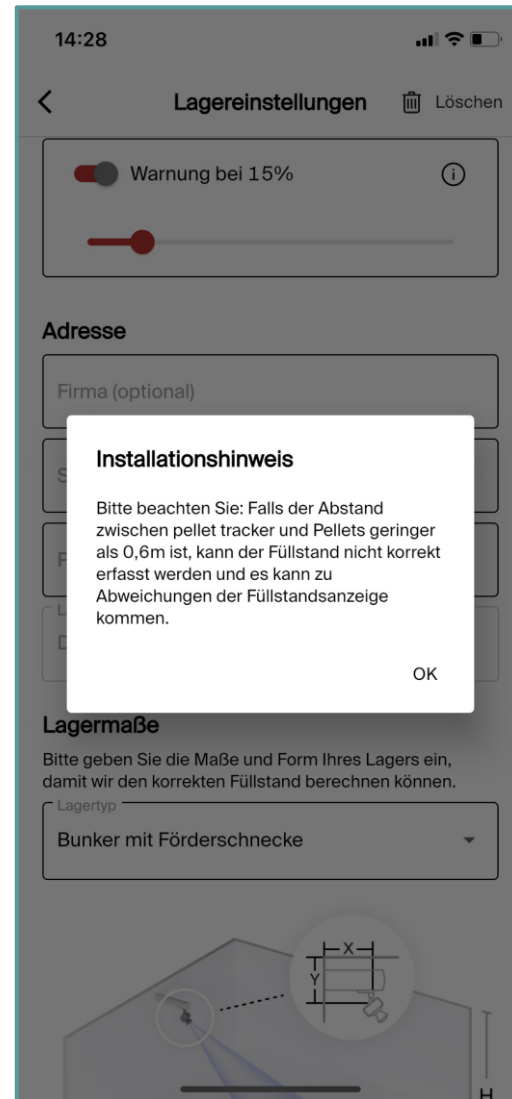 14:28
Lagereinstellungen
Löschen
Warnung bei 15%
Adresse
Firma (optional)
S
P
L
D
Installationshinweis
Bitte beachten Sie: Falls der Abstand
zwischen pellet tracker und Pellets geringer
als 0,6m ist, kann der Füllstand nicht korrekt
erfasst werden und es kann zu
Abweichungen der Füllstandsanzeige
kommen.
OK
Lagermaße
Bitte geben Sie die Maße und Form Ihres Lagers ein,
damit wir den korrekten Füllstand berechnen können.
Lagertyp
Bunker mit Förderschnecke
X
Y
H